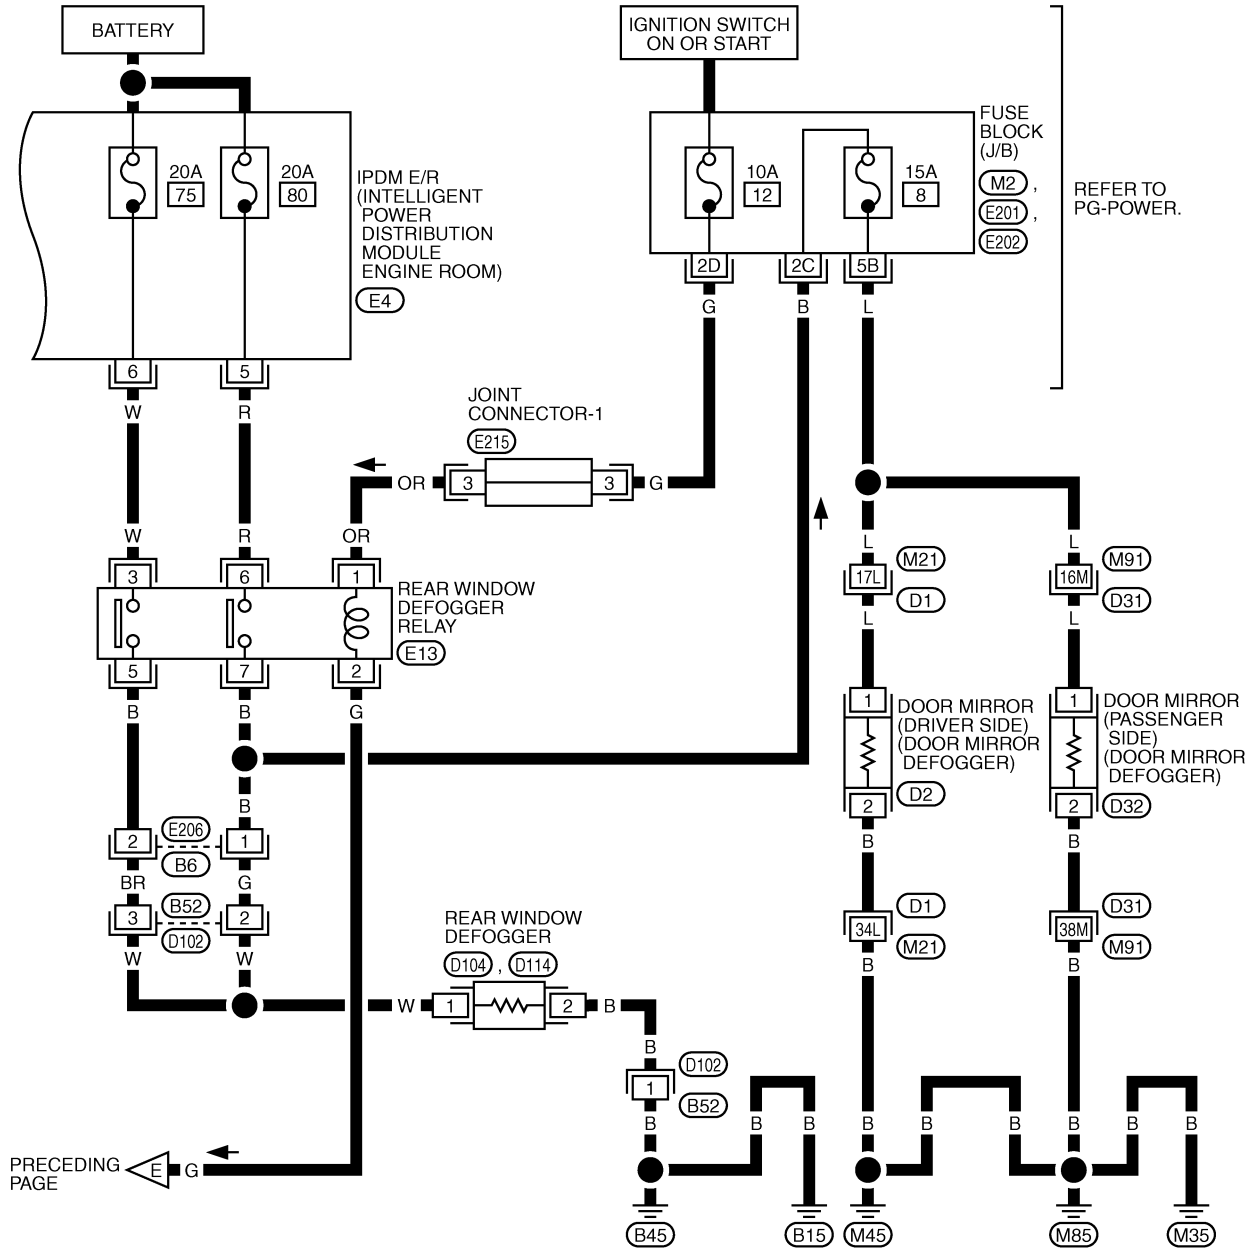 BATTERY
IGNITION SWITCH
ON OR START
20A
75
20A
80
IPDM E/R
(INTELLIGENT
POWER
DISTRIBUTION
MODULE
ENGINE ROOM)
E4
10A
12
15A
8
FUSE
BLOCK
(J/B)
M2 ,
E201 ,
E202
REFER TO
PG-POWER.
2D
2C
5B
G
B
L
6
5
W
R
JOINT
CONNECTOR-1
E215
OR
3
3
G
W
R
OR
L
L
3
6
1
REAR WINDOW
DEFOGGER
RELAY
E13
5
7
2
B
B
G
17L
M21
D1
16M
M91
D31
L
L
1
DOOR MIRROR
(DRIVER SIDE)
(DOOR MIRROR
DEFOGGER)
D2
2
1
DOOR MIRROR
(PASSENGER
SIDE)
(DOOR MIRROR
DEFOGGER)
D32
2
B
B
B
2
E206
B6
1
BR
G
3
B52
D102
2
W
W
REAR WINDOW
DEFOGGER
D104 , D114
W
1
2
B
B
34L
D1
M21
38M
D31
M91
B
B
1
D102
B52
B
B
B
B
B
B
B
B
B
PRECEDING
PAGE
E
G
B45
B15
M45
M85
M35